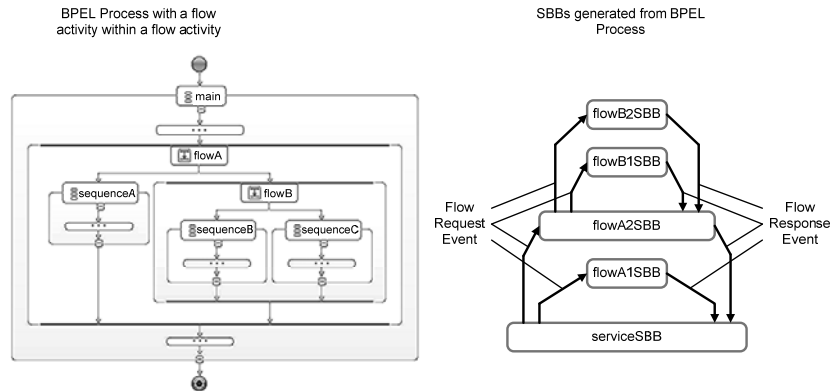 BPEL Process with a flow
activity within a flow activity
main
flowA
sequenceA
flowB
sequenceB
sequenceC
SBBs generated from BPEL
Process
flowB2SBB
flowB1SBB
Flow
Request
Event
flowA2SBB
Flow
Response
Event
flowA1SBB
serviceSBB